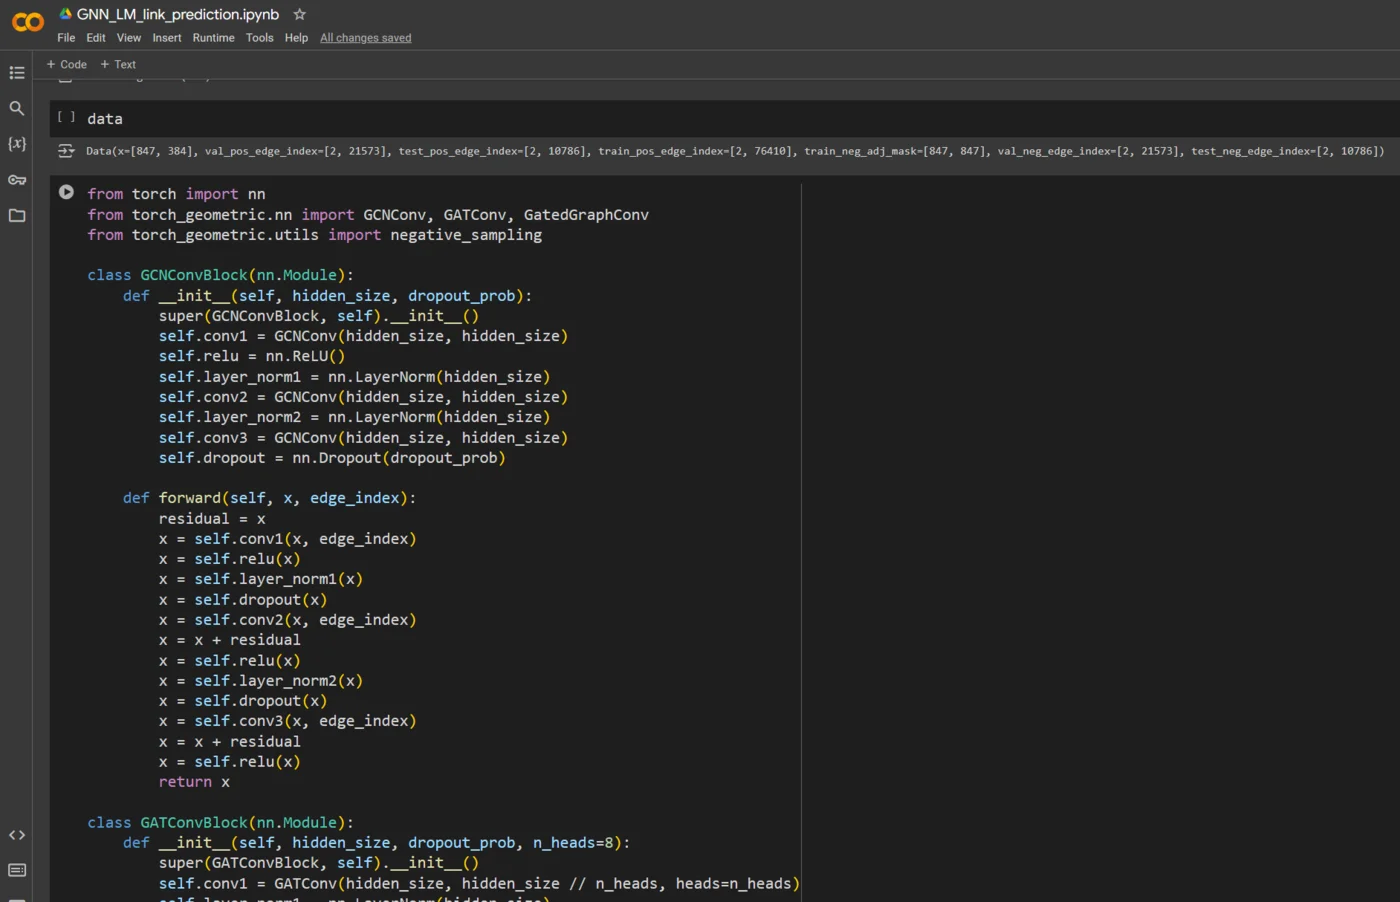 GNN_LM_link_prediction.ipynb
File Edit View Insert Runtime Tools Help All changes saved
+ Code + Text
[ ] data
Data(x=[847, 384], val_pos_edge_index=[2, 21573], test_pos_edge_index=[2, 10786], train_pos_edge_index=[2, 76410], train_neg_adj_mask=[847, 847], val_neg_edge_index=[2, 21573], test_neg_edge_index=[2, 10786])
from torch import nn
from torch_geometric.nn import GCNConv, GATConv, GatedGraphConv
from torch_geometric.utils import negative_sampling
class GCNConvBlock(nn.Module):
def __init__(self, hidden_size, dropout_prob):
super(GCNConvBlock, self).__init__()
self.conv1 = GCNConv(hidden_size, hidden_size)
self.relu = nn.ReLU()
self.layer_norm1 = nn.LayerNorm(hidden_size)
self.conv2 = GCNConv(hidden_size, hidden_size)
self.layer_norm2 = nn.LayerNorm(hidden_size)
self.conv3 = GCNConv(hidden_size, hidden_size)
self.dropout = nn.Dropout(dropout_prob)
def forward(self, x, edge_index):
residual = x
x = self.conv1(x, edge_index)
x = self.relu(x)
x = self.layer_norm1(x)
x = self.dropout(x)
x = self.conv2(x, edge_index)
x = x + residual
x = self.relu(x)
x = self.layer_norm2(x)
x = self.dropout(x)
x = self.conv3(x, edge_index)
x = x + residual
x = self.relu(x)
return x
class GATConvBlock(nn.Module):
def __init__(self, hidden_size, dropout_prob, n_heads=8):
super(GATConvBlock, self).__init__()
self.conv1 = GATConv(hidden_size, hidden_size // n_heads, heads=n_heads)